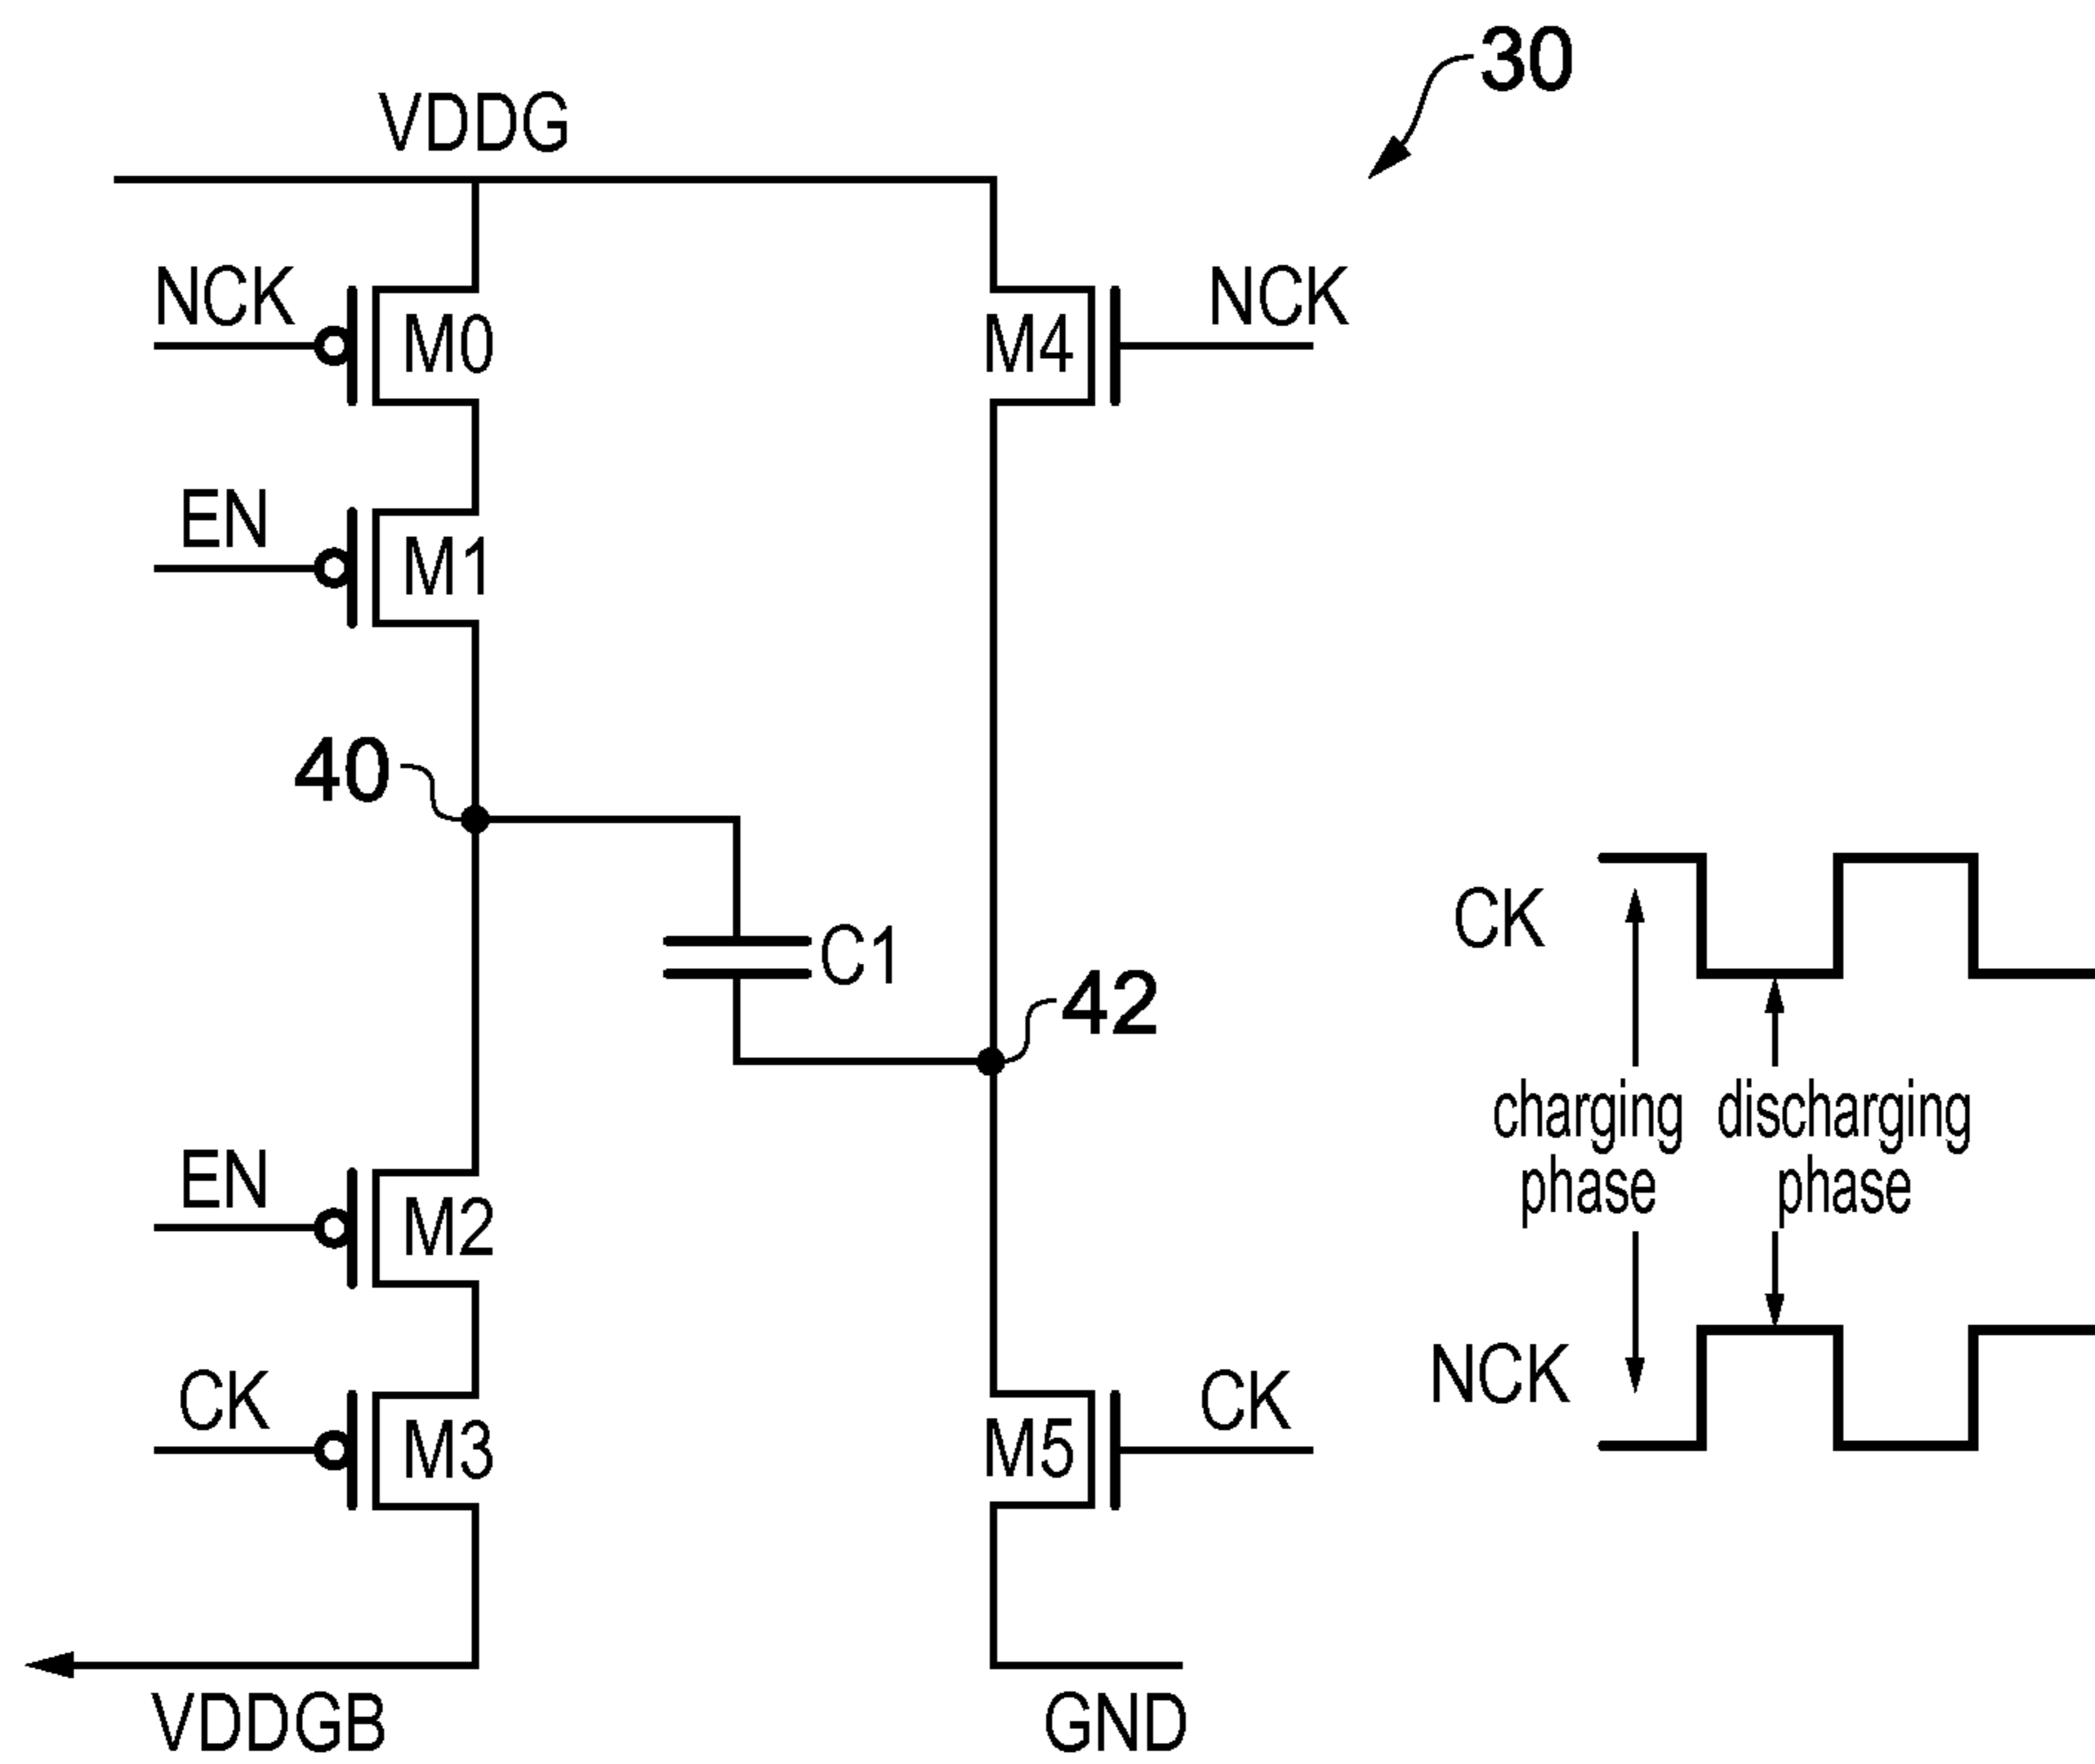 30
VDDG
NCK
M0
M4
NCK
EN
M1
40
C1
42
EN
M2
CK
M3
M5
CK
VDDGB
GND
CK
charging
phase
discharging
phase
NCK